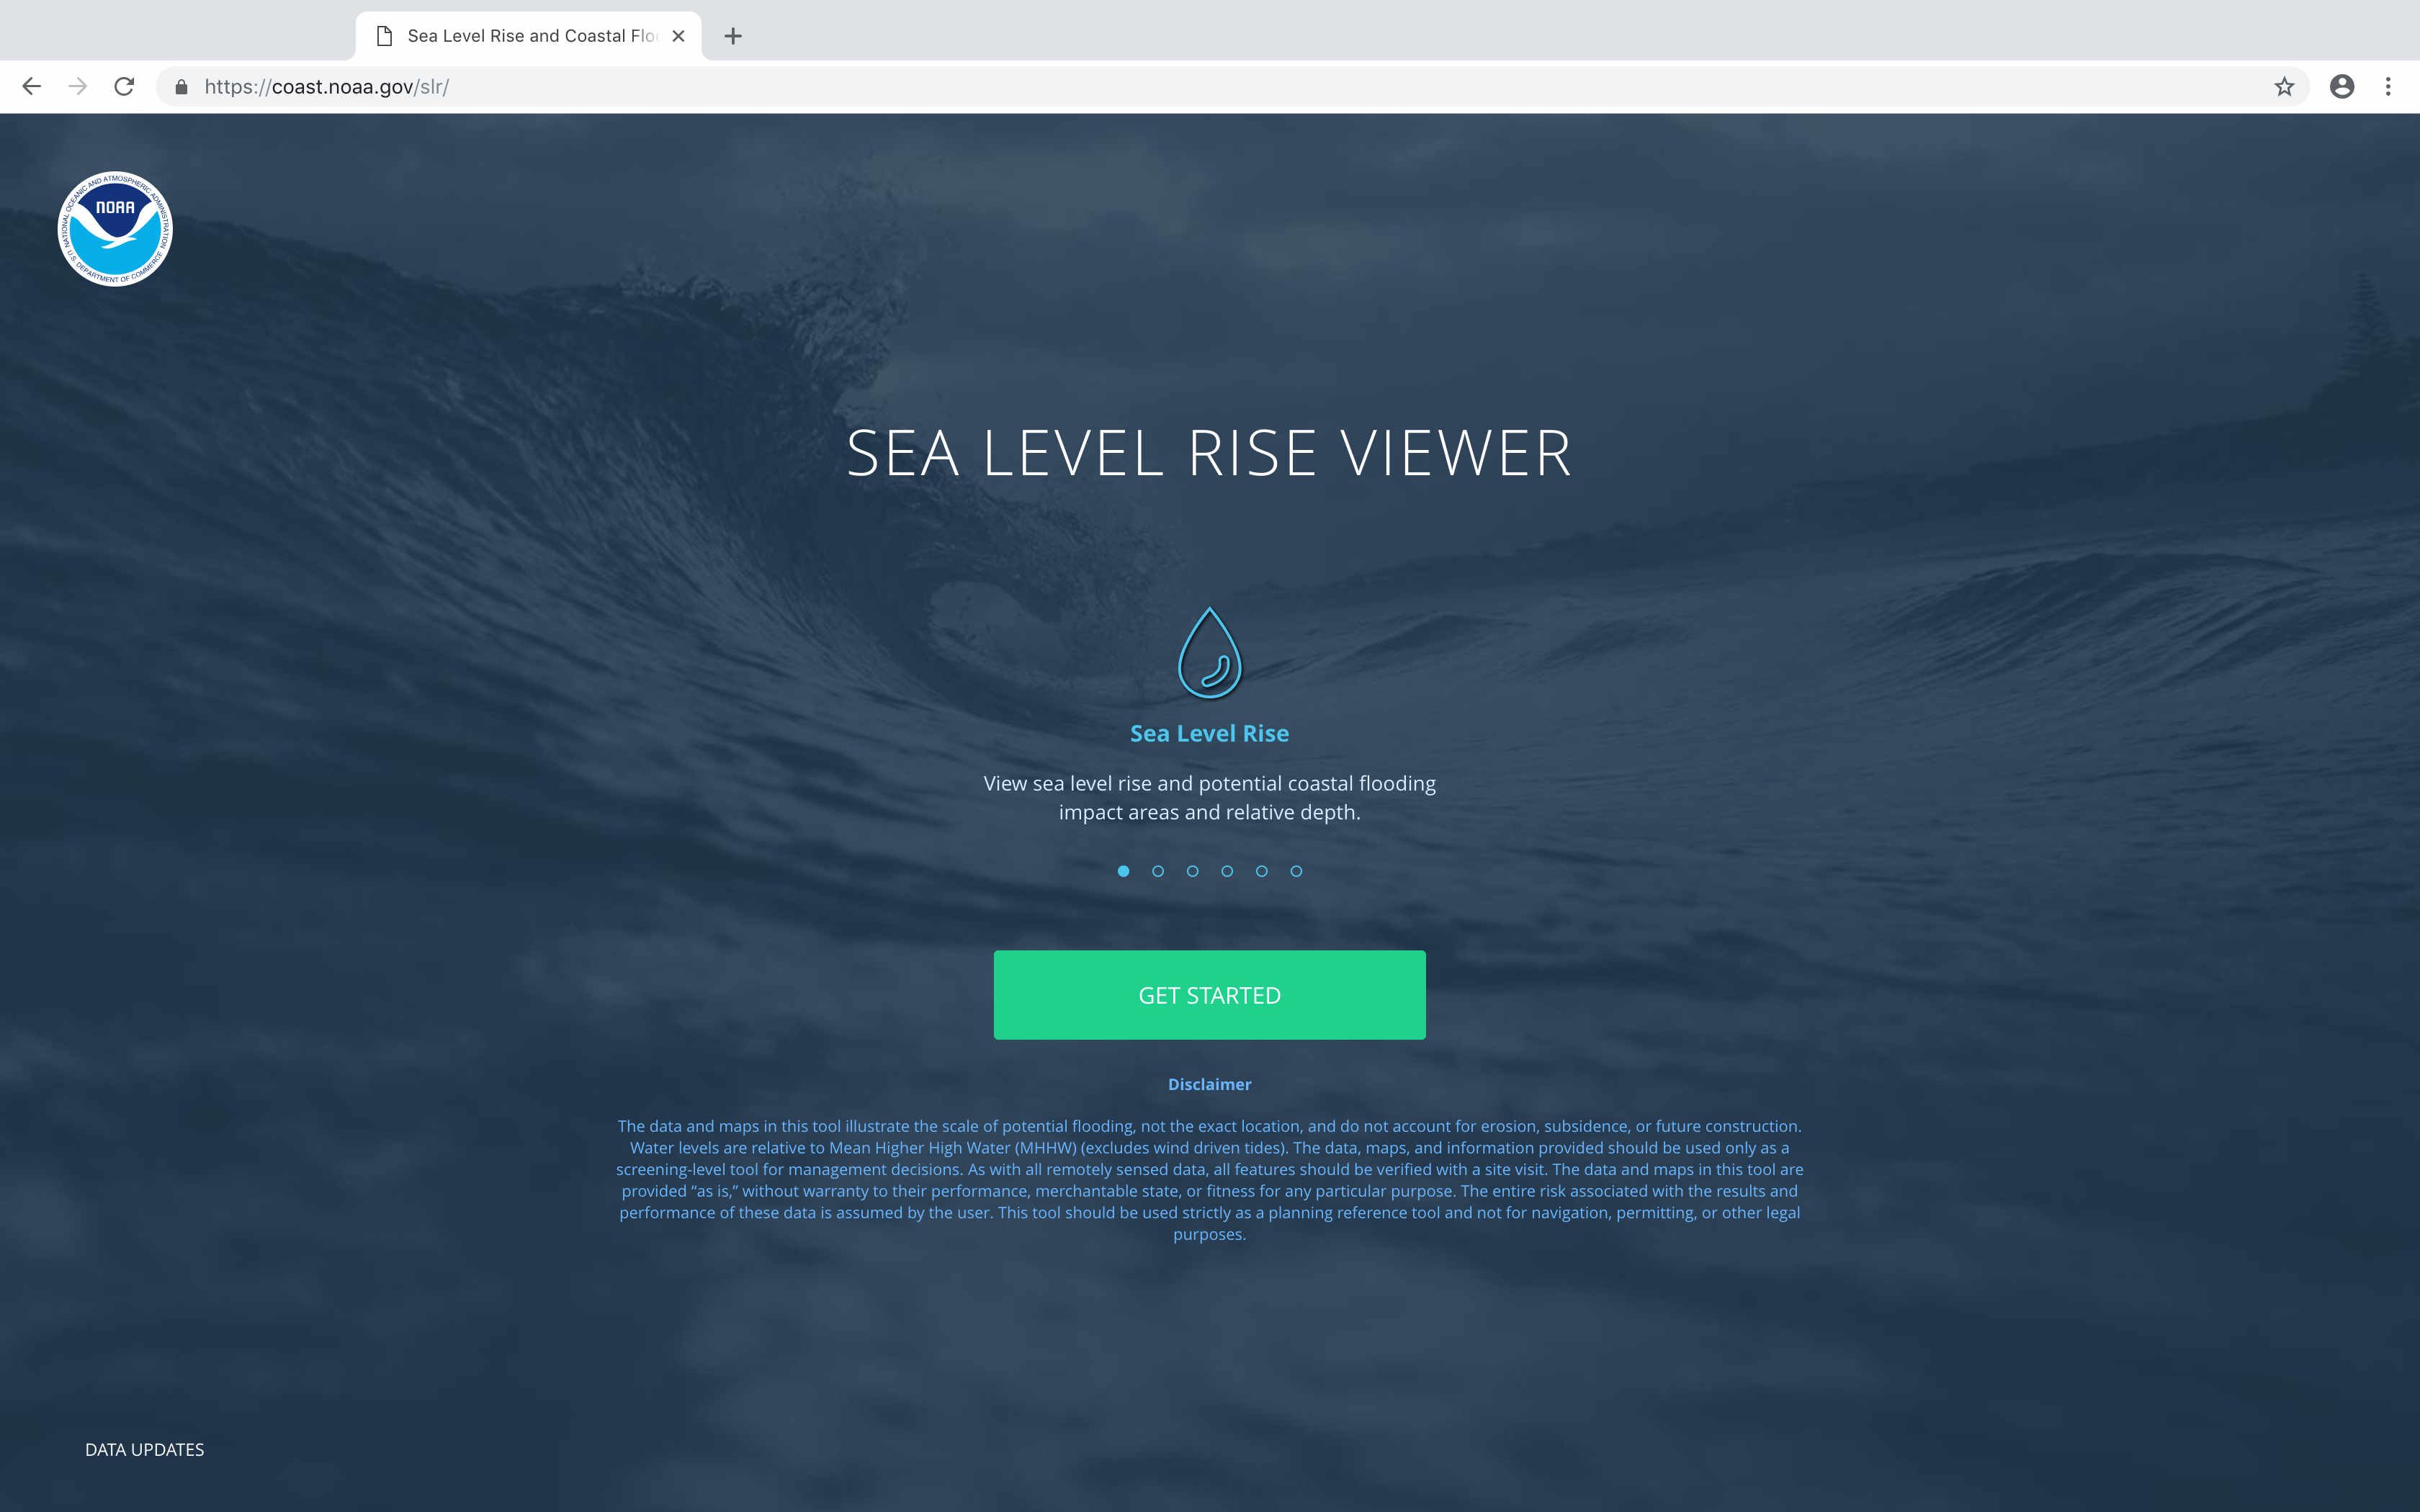 Sea Level Rise and Coastal Flo
https://coast.noaa.gov/slr/
NATIONAL OCEANIC AND ATMOSPHERIC ADMINISTRATION
NOAA
U.S. DEPARTMENT OF COMMERCE
SEA LEVEL RISE VIEWER
Sea Level Rise
View sea level rise and potential coastal flooding
impact areas and relative depth.
GET STARTED
Disclaimer
The data and maps in this tool illustrate the scale of potential flooding, not the exact location, and do not account for erosion, subsidence, or future construction.
Water levels are relative to Mean Higher High Water (MHHW) (excludes wind driven tides). The data, maps, and information provided should be used only as a
screening-level tool for management decisions. As with all remotely sensed data, all features should be verified with a site visit. The data and maps in this tool are
provided “as is,” without warranty to their performance, merchantable state, or fitness for any particular purpose. The entire risk associated with the results and
performance of these data is assumed by the user. This tool should be used strictly as a planning reference tool and not for navigation, permitting, or other legal
purposes.
DATA UPDATES